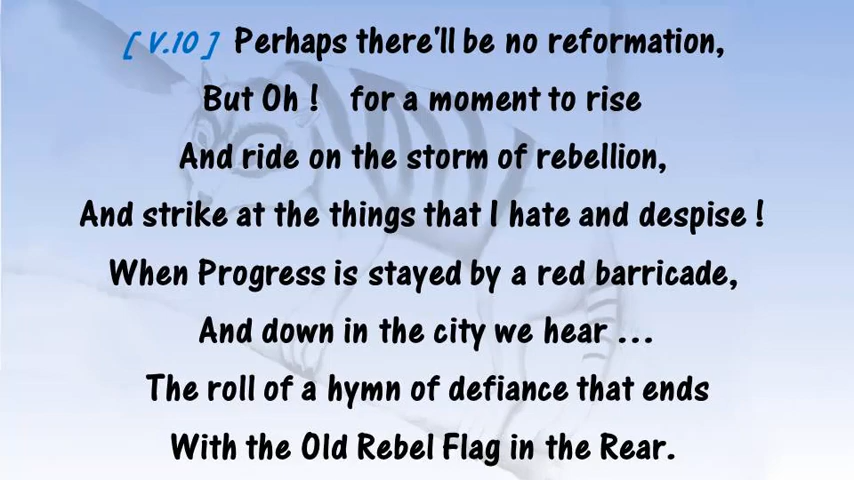 [ V.10 ] Perhaps there'll be no reformation,
But Oh ! for a moment to rise
And ride on the storm of rebellion,
And strike at the things that I hate and despise !
When Progress is stayed by a red barricade,
And down in the city we hear ...
The roll of a hymn of defiance that ends
With the Old Rebel Flag in the Rear.